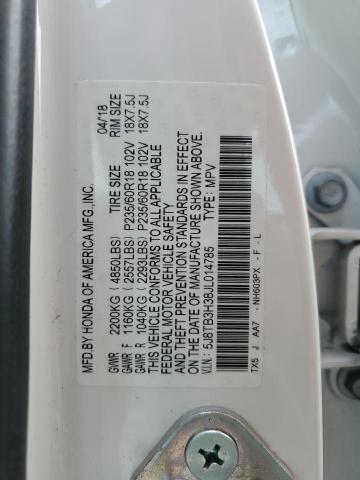 MFD. BY HONDA OF AMERICA MFG., INC. 04/18
GVWR 2200KG ( 4850LBS) TIRE SIZE RIM SIZE
GAWR F 1160KG ( 2557LBS) P235/60R18 102V 18X7.5J
GAWR R 1040KG ( 2293LBS) P235/60R18 102V 18X7.5J
THIS VEHICLE CONFORMS TO ALL APPLICABLE
FEDERAL MOTOR VEHICLE SAFETY
AND THEFT PREVENTION STANDARDS IN EFFECT
ON THE DATE OF MANUFACTURE SHOWN ABOVE.
V.I.N.: 5J8TB3H38JL014785 TYPE: MPV
TX5 J AA7 - NH603PX - F - L